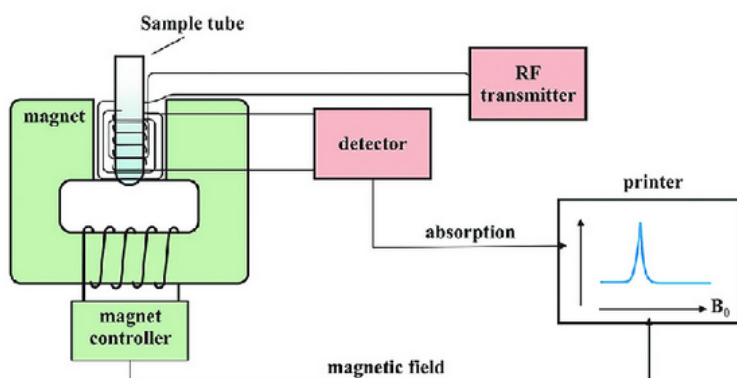 Sample tube
magnet
RF
transmitter
detector
printer
absorption
B₀
magnet
controller
magnetic field